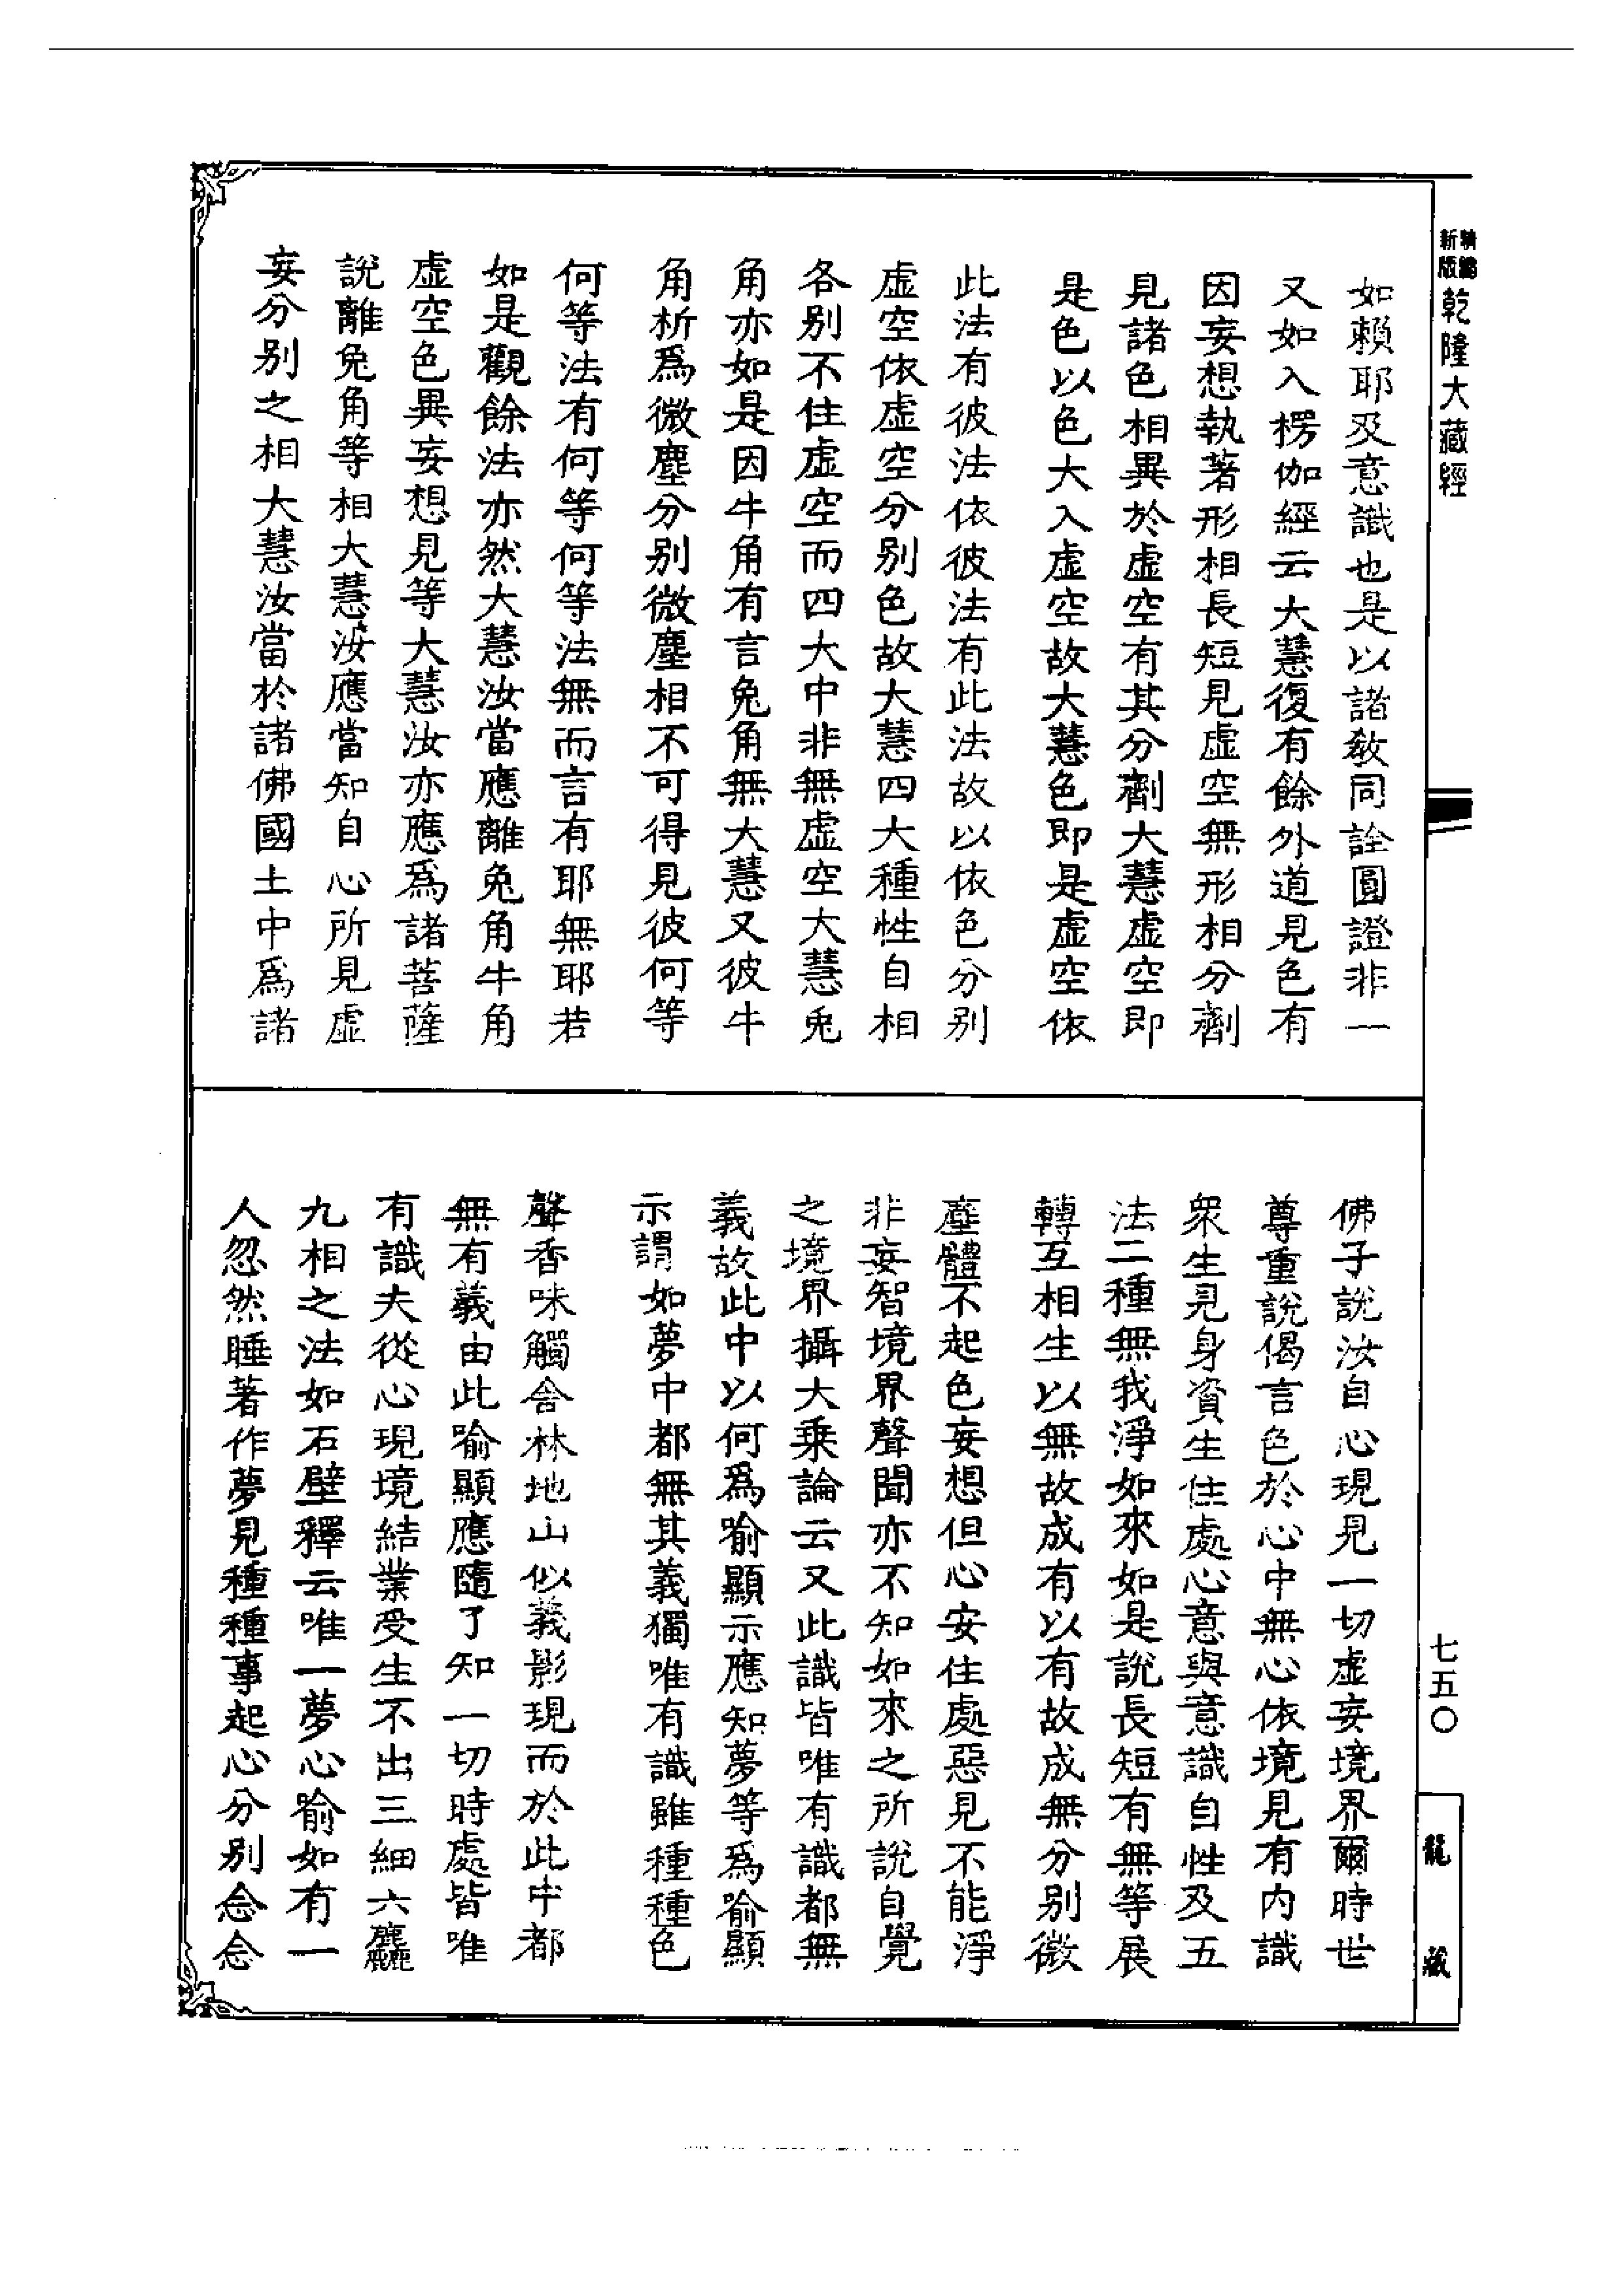 新版精縮
乾隆大藏經
如賴耶及意識也是以諸教同詮圓證非一
又如入楞伽經云大慧復有餘外道見色有
因妄想執著形相長短見虛空無形相分劑
見諸色相異於虛空有其分劑大慧虛空即
是色以色大入虛空故大慧色即是虛空依
此法有彼法依彼法有此法故以依色分別
虛空依虛空分別色故大慧四大種性自相
各別不住虛空而四大中非無虛空大慧兎
角亦如是因牛角有言兎角無大慧又彼牛
角析爲微塵分別微塵相不可得見彼何等
何等法有何等何等法無而言有耶無耶若
如是觀餘法亦然大慧汝當應離兎角牛角
虛空色異妄想見等大慧汝亦應爲諸菩薩
說離兎角等相大慧汝應當知自心所見虛
妄分別之相大慧汝當於諸佛國土中爲諸
佛子說汝自心現見一切虛妄境界爾時世
尊重說偈言色於心中無心依境見有內識
衆生見身資生住處心意與意識自性及五
法二種無我淨如來如是說長短有無等展
轉互相生以無故成有以有故成無分別微
塵體不起色妄想但心安住處惡見不能淨
非妄智境界聲聞亦不知如來之所說自覺
之境界攝大乘論云又此識皆唯有識都無
義故此中以何爲喻顯示應知夢等爲喻顯
示謂如夢中都無其義獨唯有識雖種種色
聲香味觸舍林地山似義影現而於此中都
無有義由此喻顯應隨了知一切時處皆唯
有識夫從心現境結業受生不出三細六麤
九相之法如石壁釋云唯一夢心喻如有一
人忽然睡著作夢見種種事起心分別念念
七五〇
龍藏